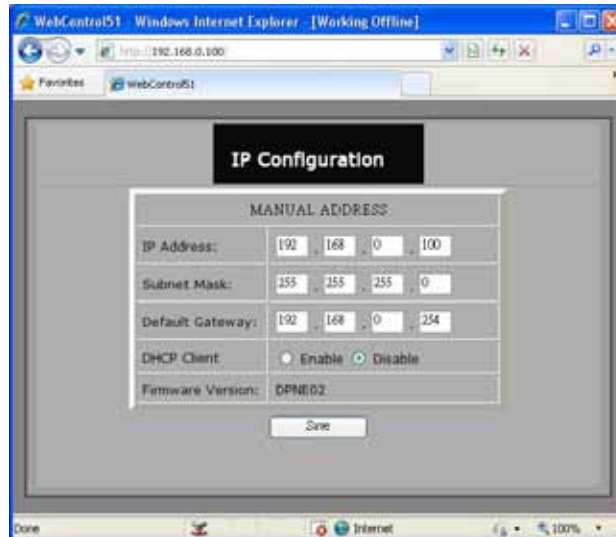 WebControl51 - Windows Internet Explorer - [Working Offline]
http://192.168.0.100/
Favorites WebControl51
IP Configuration
MANUAL ADDRESS
IP Address: 192 . 168 . 0 . 100
Subnet Mask: 255 . 255 . 255 . 0
Default Gateway: 192 . 168 . 0 . 254
DHCP Client Enable Disable
Firmware Version: DPNE02
Save
Done Internet 100%